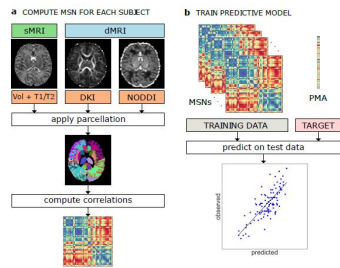 a COMPUTE MSN FOR EACH SUBJECT
sMRI
dMRI
Vol + T1/T2
DKI
NODDI
apply parcellation
compute correlations
b TRAIN PREDICTIVE MODEL
MSNs
PMA
TRAINING DATA
TARGET
predict on test data
observed
predicted